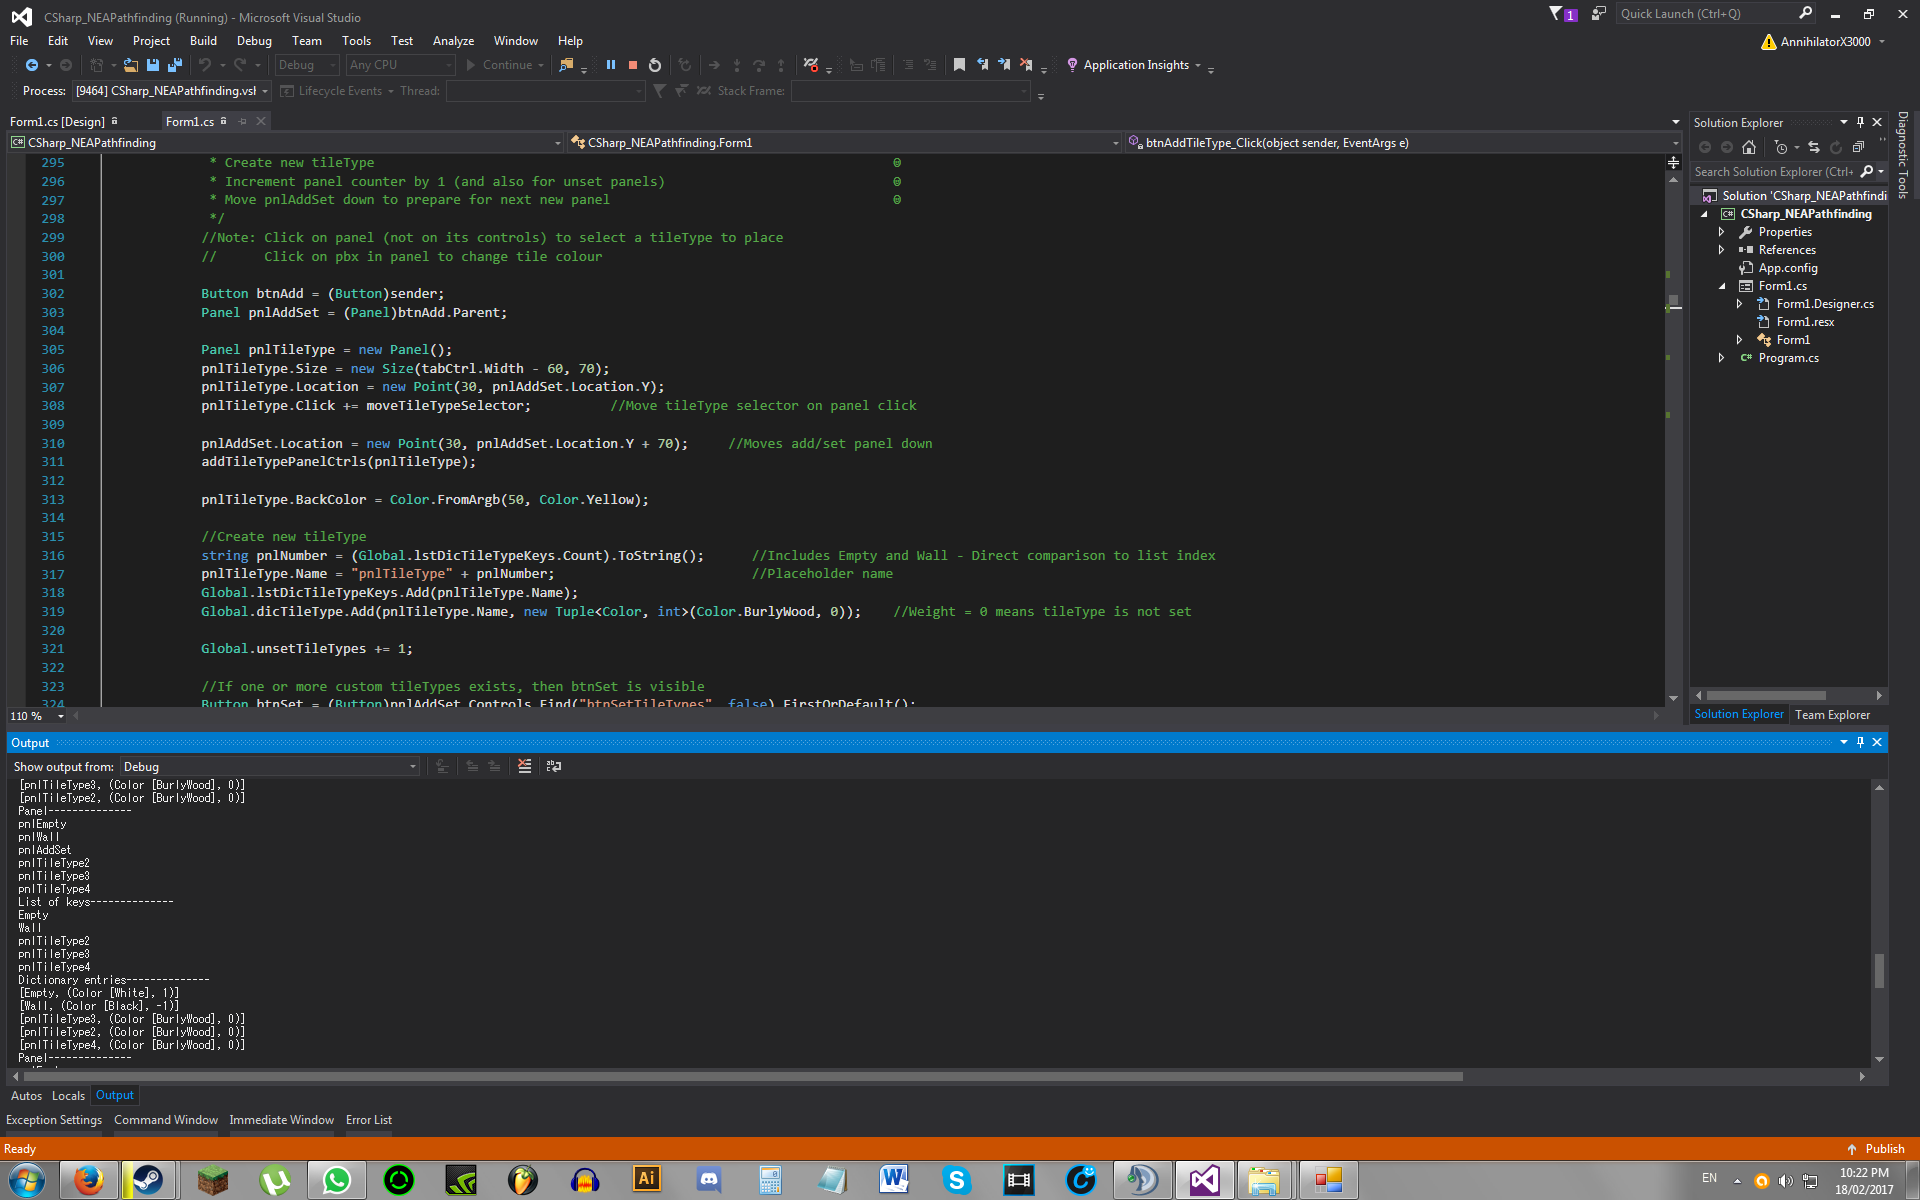 CSharp_NEAPathfinding (Running) - Microsoft Visual Studio
1
Quick Launch (Ctrl+Q)
File Edit View Project Build Debug Team Tools Test Analyze Window Help
AnnihilatorX3000
Debug Any CPU Continue Application Insights
Process: [9464] CSharp_NEAPathfinding.vsl Lifecycle Events Thread: Stack Frame:
Form1.cs [Design] Form1.cs
CSharp_NEAPathfinding CSharp_NEAPathfinding.Form1 btnAddTileType_Click(object sender, EventArgs e)
295 * Create new tileType @
296 * Increment panel counter by 1 (and also for unset panels) @
297 * Move pnlAddSet down to prepare for next new panel @
298 */
299 //Note: Click on panel (not on its controls) to select a tileType to place
300 // Click on pbx in panel to change tile colour
301
302 Button btnAdd = (Button)sender;
303 Panel pnlAddSet = (Panel)btnAdd.Parent;
304
305 Panel pnlTileType = new Panel();
306 pnlTileType.Size = new Size(tabCtrl.Width - 60, 70);
307 pnlTileType.Location = new Point(30, pnlAddSet.Location.Y);
308 pnlTileType.Click += moveTileTypeSelector; //Move tileType selector on panel click
309
310 pnlAddSet.Location = new Point(30, pnlAddSet.Location.Y + 70); //Moves add/set panel down
311 addTileTypePanelCtrls(pnlTileType);
312
313 pnlTileType.BackColor = Color.FromArgb(50, Color.Yellow);
314
315 //Create new tileType
316 string pnlNumber = (Global.lstDicTileTypeKeys.Count).ToString(); //Includes Empty and Wall - Direct comparison to list index
317 pnlTileType.Name = "pnlTileType" + pnlNumber; //Placeholder name
318 Global.lstDicTileTypeKeys.Add(pnlTileType.Name);
319 Global.dicTileType.Add(pnlTileType.Name, new Tuple<Color, int>(Color.BurlyWood, 0)); //Weight = 0 means tileType is not set
320
321 Global.unsetTileTypes += 1;
322
323 //If one or more custom tileTypes exists, then btnSet is visible
324 Button btnSet = (Button)pnlAddSet.Controls.Find("btnSetTileTypes", false).FirstOrDefault();
110 %
Solution Explorer
Search Solution Explorer (Ctrl+
Solution 'CSharp_NEAPathfindi
CSharp_NEAPathfinding
Properties
References
App.config
Form1.cs
Form1.Designer.cs
Form1.resx
Form1
Program.cs
Solution Explorer Team Explorer
Diagnostic Tools
Output
Show output from: Debug
[pnlTileType3, (Color [BurlyWood], 0)]
[pnlTileType2, (Color [BurlyWood], 0)]
Panel--------------
pnlEmpty
pnlWall
pnlAddSet
pnlTileType2
pnlTileType3
pnlTileType4
List of keys--------------
Empty
Wall
pnlTileType2
pnlTileType3
pnlTileType4
Dictionary entries--------------
[Empty, (Color [White], 1)]
[Wall, (Color [Black], -1)]
[pnlTileType3, (Color [BurlyWood], 0)]
[pnlTileType2, (Color [BurlyWood], 0)]
[pnlTileType4, (Color [BurlyWood], 0)]
Panel--------------
Autos Locals Output
Exception Settings Command Window Immediate Window Error List
Ready Publish
Ai W S EN 10:22 PM
18/02/2017